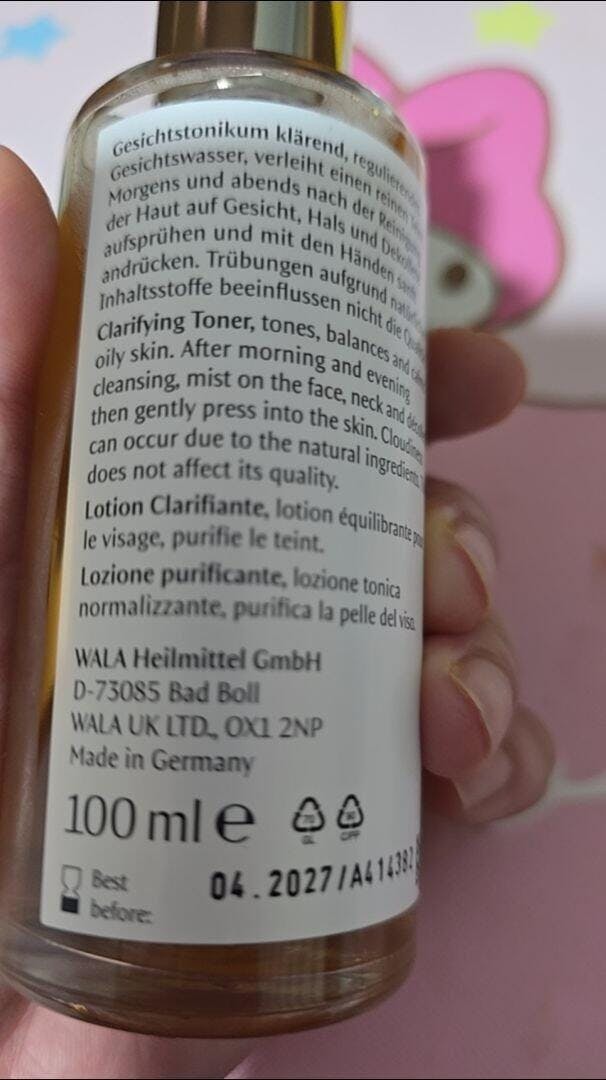 Gesichtstonikum klärend, regulierendes
Gesichtswasser, verleiht einen reinen
Morgens und abends nach der Reinigung
der Haut auf Gesicht, Hals und
aufsprühen und mit den Händen sanft
andrücken. Trübungen aufgrund
Inhaltsstoffe beeinflussen nicht die
Clarifying Toner, tones, balances and
oily skin. After morning and evening
cleansing, mist on the face, neck and
then gently press into the skin. Cloudiness
can occur due to the natural ingredients.
does not affect its quality.
Lotion Clarifiante, lotion équilibrante
le visage, purifie le teint.
Lozione purificante, lozione tonica
normalizzante, purifica la pelle del viso.
WALA Heilmittel GmbH
D-73085 Bad Boll
WALA UK LTD., OX1 2NP
Made in Germany
100 ml e
Best
before:
04.2027/A414382